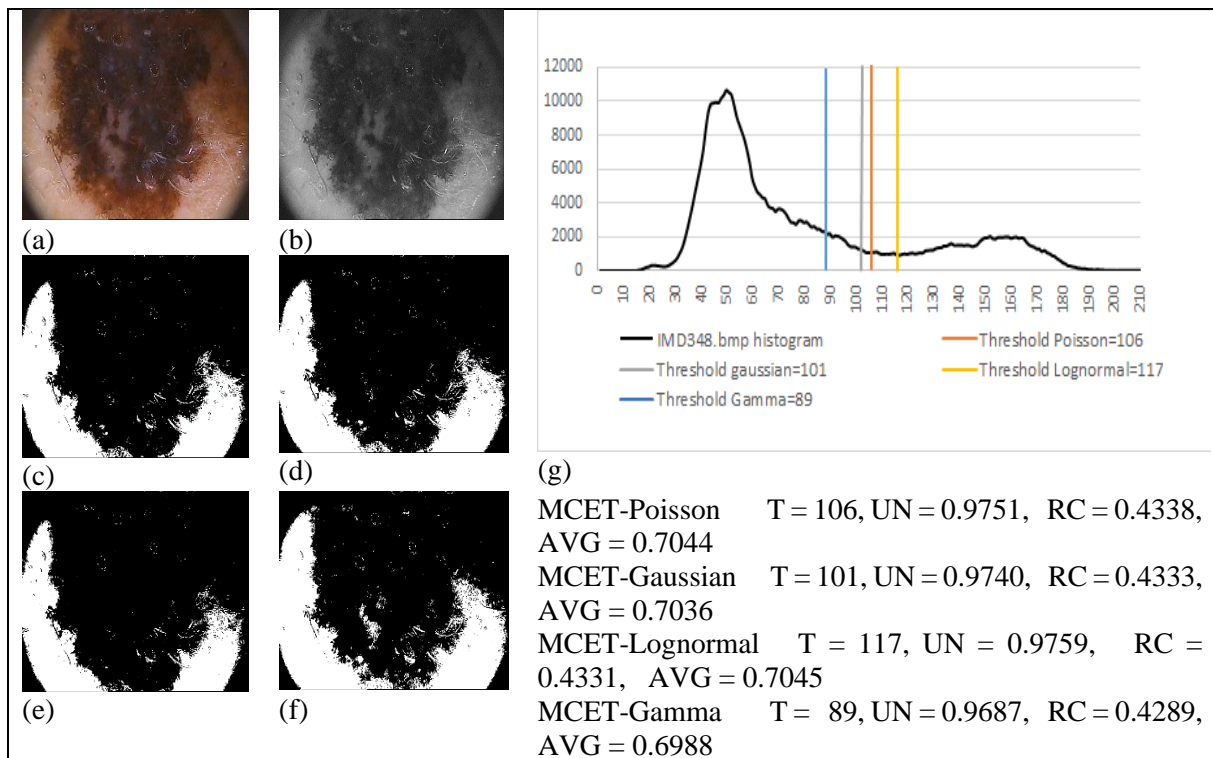 (a)
(b)
(c)
(d)
(e)
(f)
12000
10000
8000
6000
4000
2000
0
0 10 20 30 40 50 60 70 80 90 100 110 120 130 140 150 160 170 180 190 200 210
IMD348.bmp histogram Threshold Poisson=106
Threshold gaussian=101 Threshold Lognormal=117
Threshold Gamma=89
(g)
MCET-Poisson T = 106, UN = 0.9751, RC = 0.4338,
AVG = 0.7044
MCET-Gaussian T = 101, UN = 0.9740, RC = 0.4333,
AVG = 0.7036
MCET-Lognormal T = 117, UN = 0.9759, RC =
0.4331, AVG = 0.7045
MCET-Gamma T = 89, UN = 0.9687, RC = 0.4289,
AVG = 0.6988